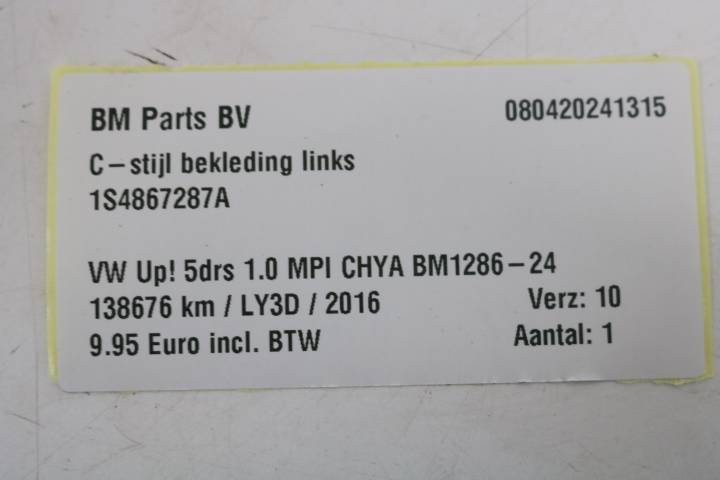 BM Parts BV 080420241315
C-stijl bekleding links
1S4867287A
VW Up! 5drs 1.0 MPI CHYA BM1286-24
138676 km / LY3D / 2016 Verz: 10
9.95 Euro incl. BTW Aantal: 1